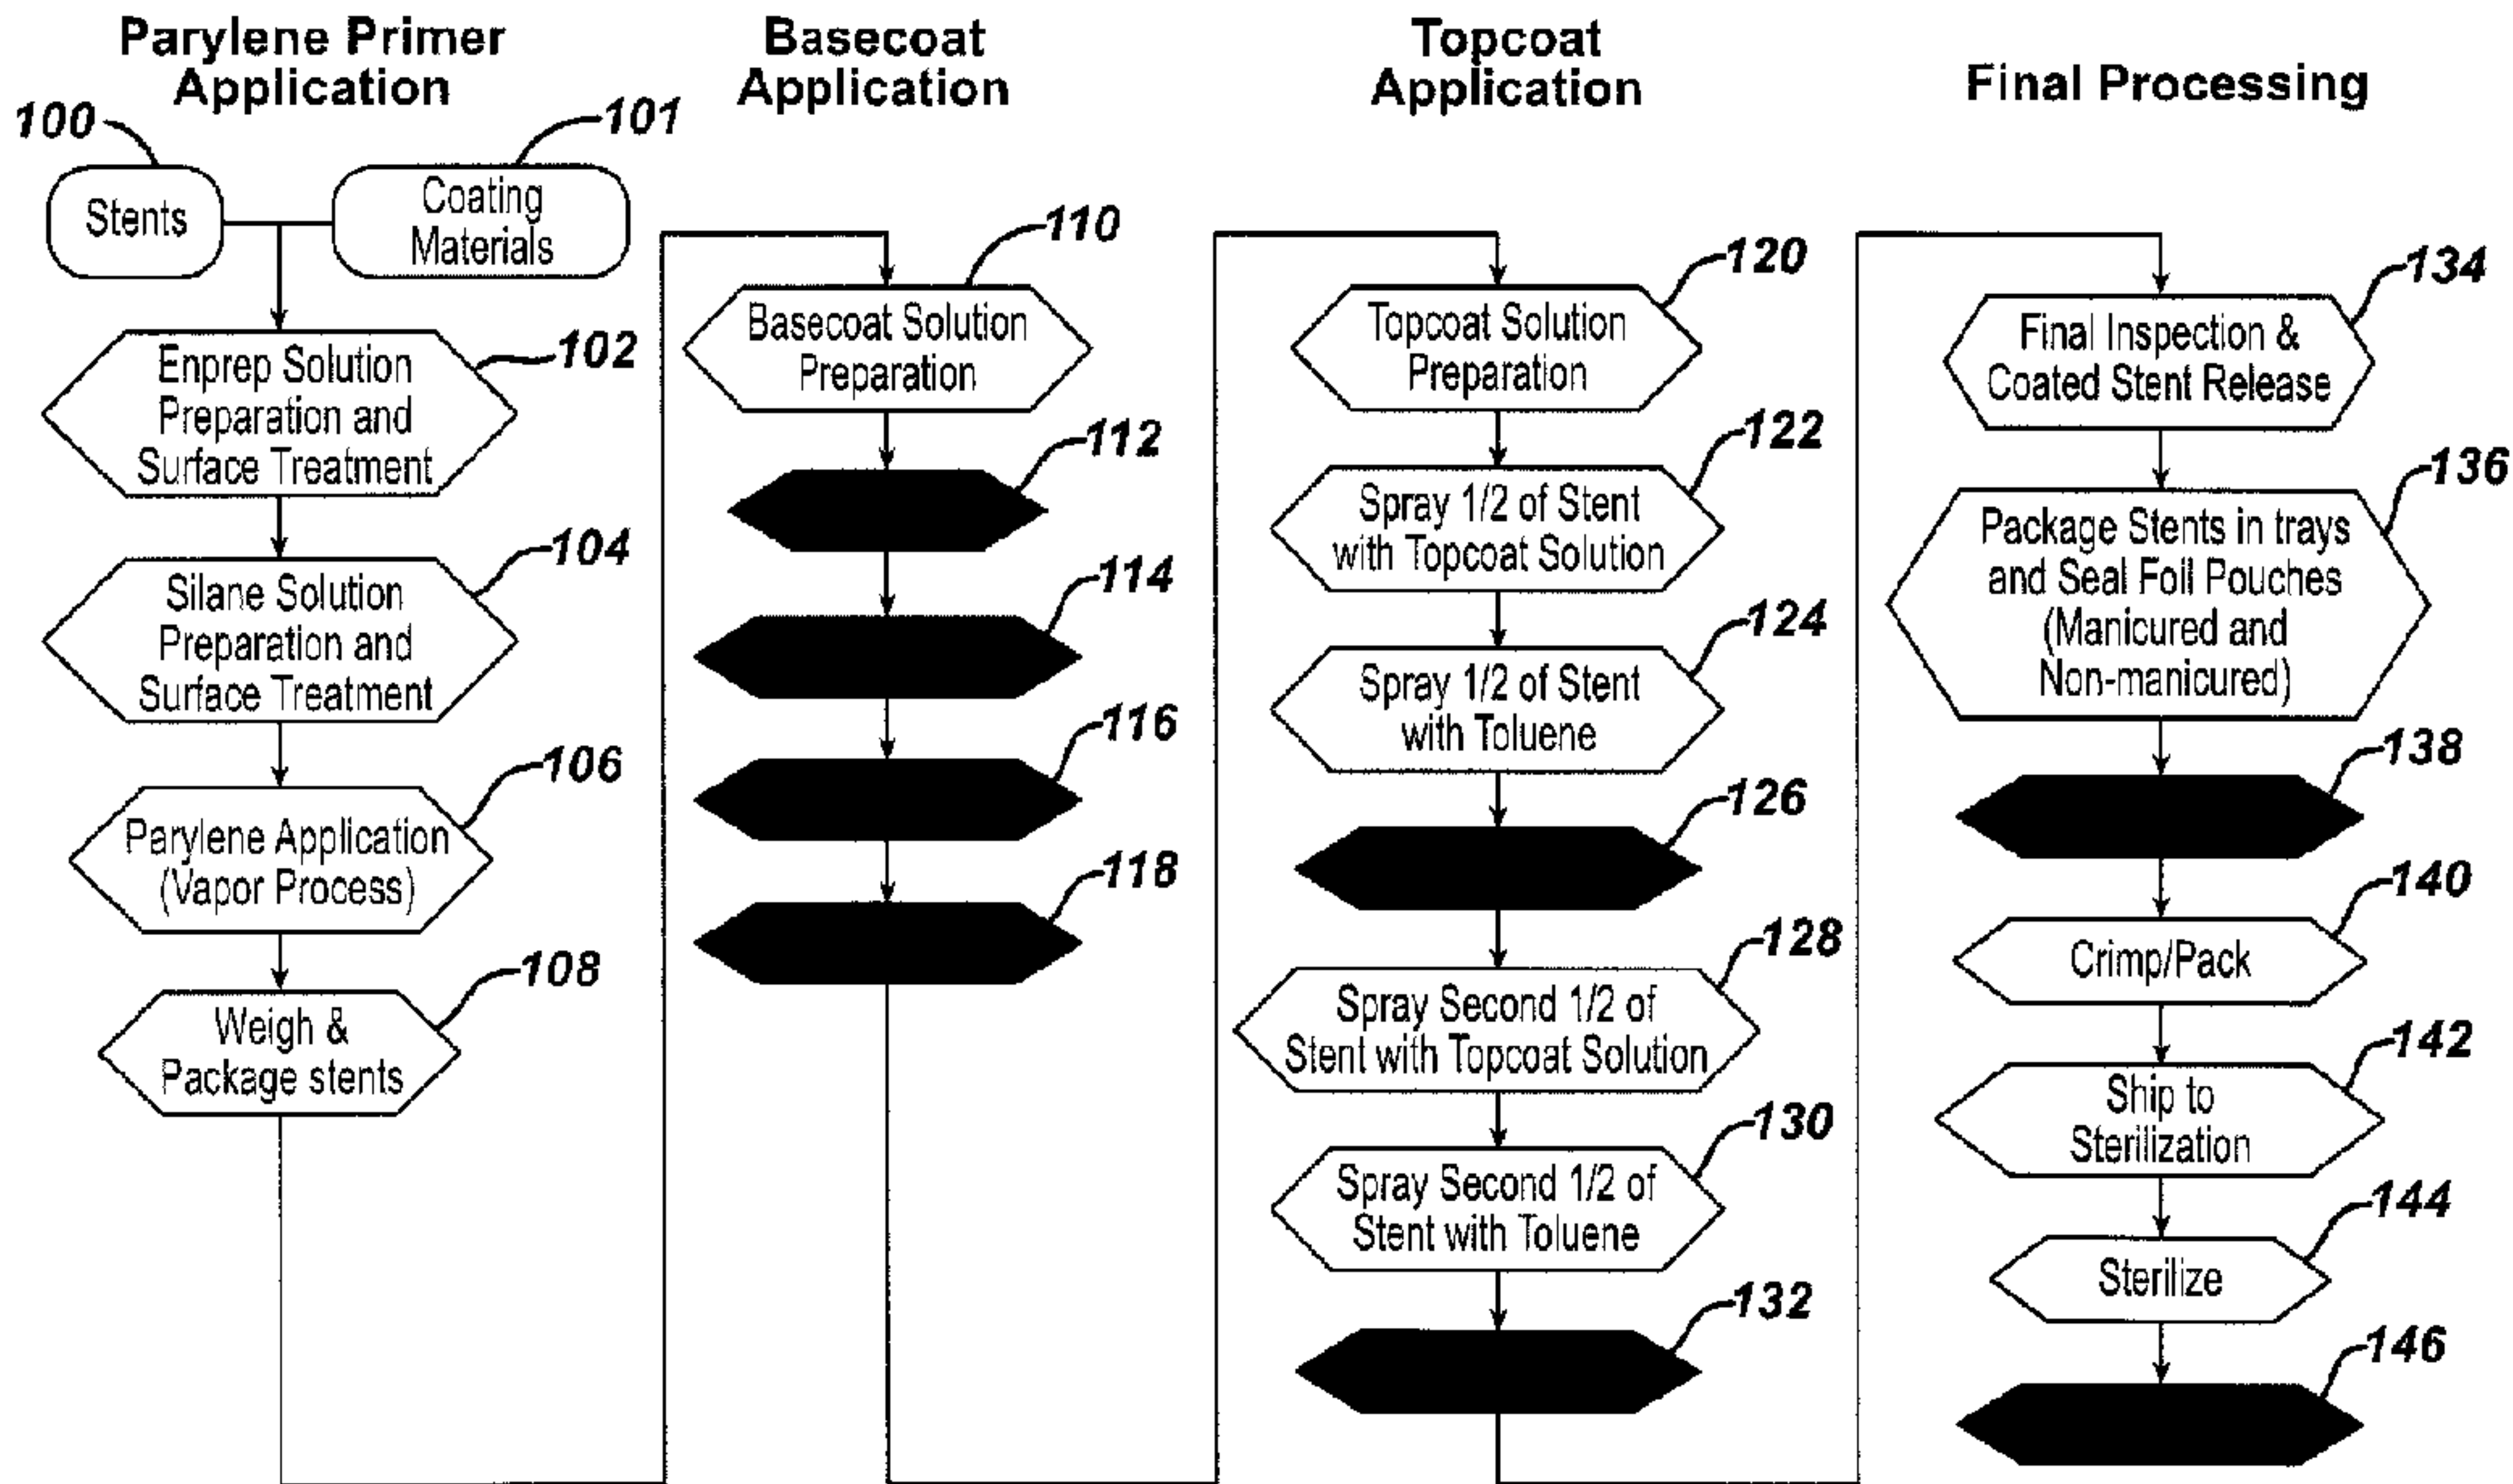 Parylene Primer
Application
100
101
Stents
Coating
Materials
102
Enprep Solution
Preparation and
Surface Treatment
104
Silane Solution
Preparation and
Surface Treatment
106
Parylene Application
(Vapor Process)
108
Weigh &
Package stents
Basecoat
Application
110
Basecoat Solution
Preparation
112
114
116
118
Topcoat
Application
120
Topcoat Solution
Preparation
122
Spray 1/2 of Stent
with Topcoat Solution
124
Spray 1/2 of Stent
with Toluene
126
128
Spray Second 1/2 of
Stent with Topcoat Solution
130
Spray Second 1/2 of
Stent with Toluene
132
Final Processing
134
Final Inspection &
Coated Stent Release
136
Package Stents in trays
and Seal Foil Pouches
(Manicured and
Non-manicured)
138
140
Crimp/Pack
142
Ship to
Sterilization
144
Sterilize
146